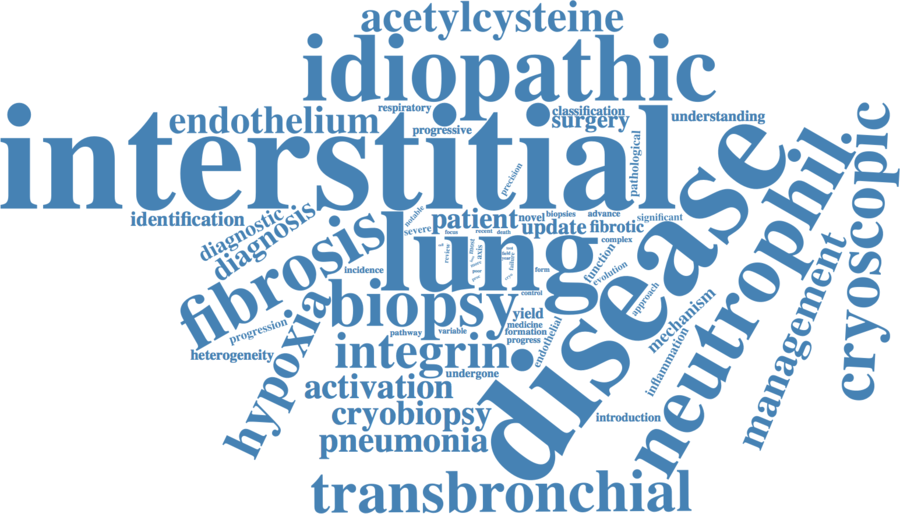 acetylcysteine
idiopathic
respiratory
classification
endothelium
progressive
surgery
understanding
interstitial
precision
pathological
disease
neutrophil
cryoscopic
management
identification
diagnostic
diagnosis
fibrosis
notable
severe
patient
novel
biopsies
advance
significant
update
fibrotic
complex
focus
recent
death
lung
review
axis
form
function
evolution
incidence
control
approach
biopsy
yield
medicine
formation
progress
endothelial
mechanism
inflammation
progression
heterogeneity
hypoxia
pathway
variable
integrin
undergone
activation
cryobiopsy
introduction
pneumonia
transbronchial